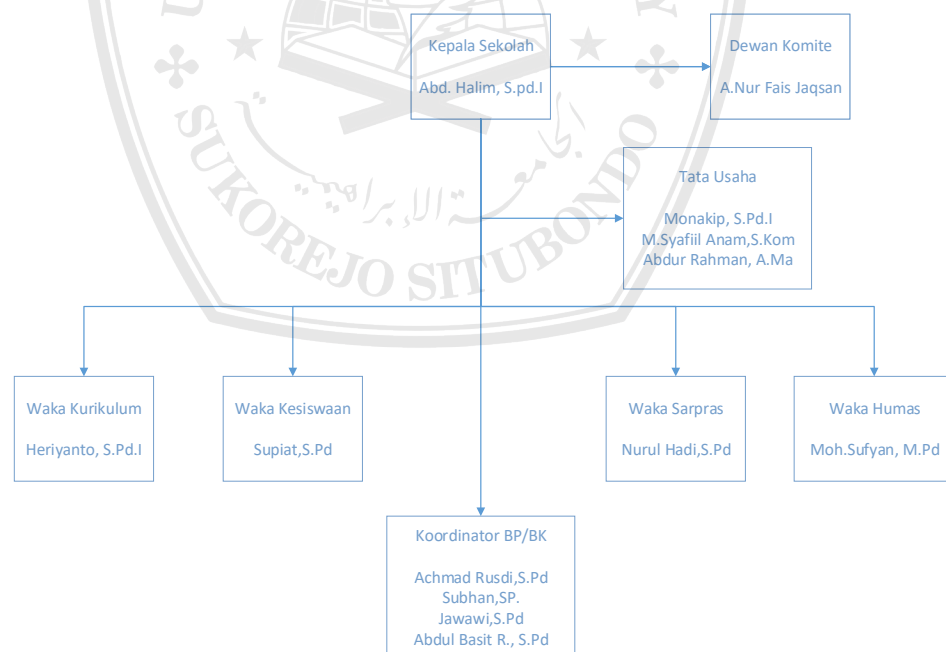 Kepala Sekolah
Abd. Halim, S.pd.I
Dewan Komite
A.Nur Fais Jaqsan
Tata Usaha
Monakip, S.Pd.I
M.Syafiil Anam,S.Kom
Abdur Rahman, A.Ma
SUKOREJO SITUBONDO
Waka Kurikulum
Heriyanto, S.Pd.I
Waka Kesiswaan
Supiat,S.Pd
Waka Sarpras
Nurul Hadi,S.Pd
Waka Humas
Moh.Sufyan, M.Pd
Koordinator BP/BK
Achmad Rusdi,S.Pd
Subhan,SP.
Jawawi,S.Pd
Abdul Basit R., S.Pd